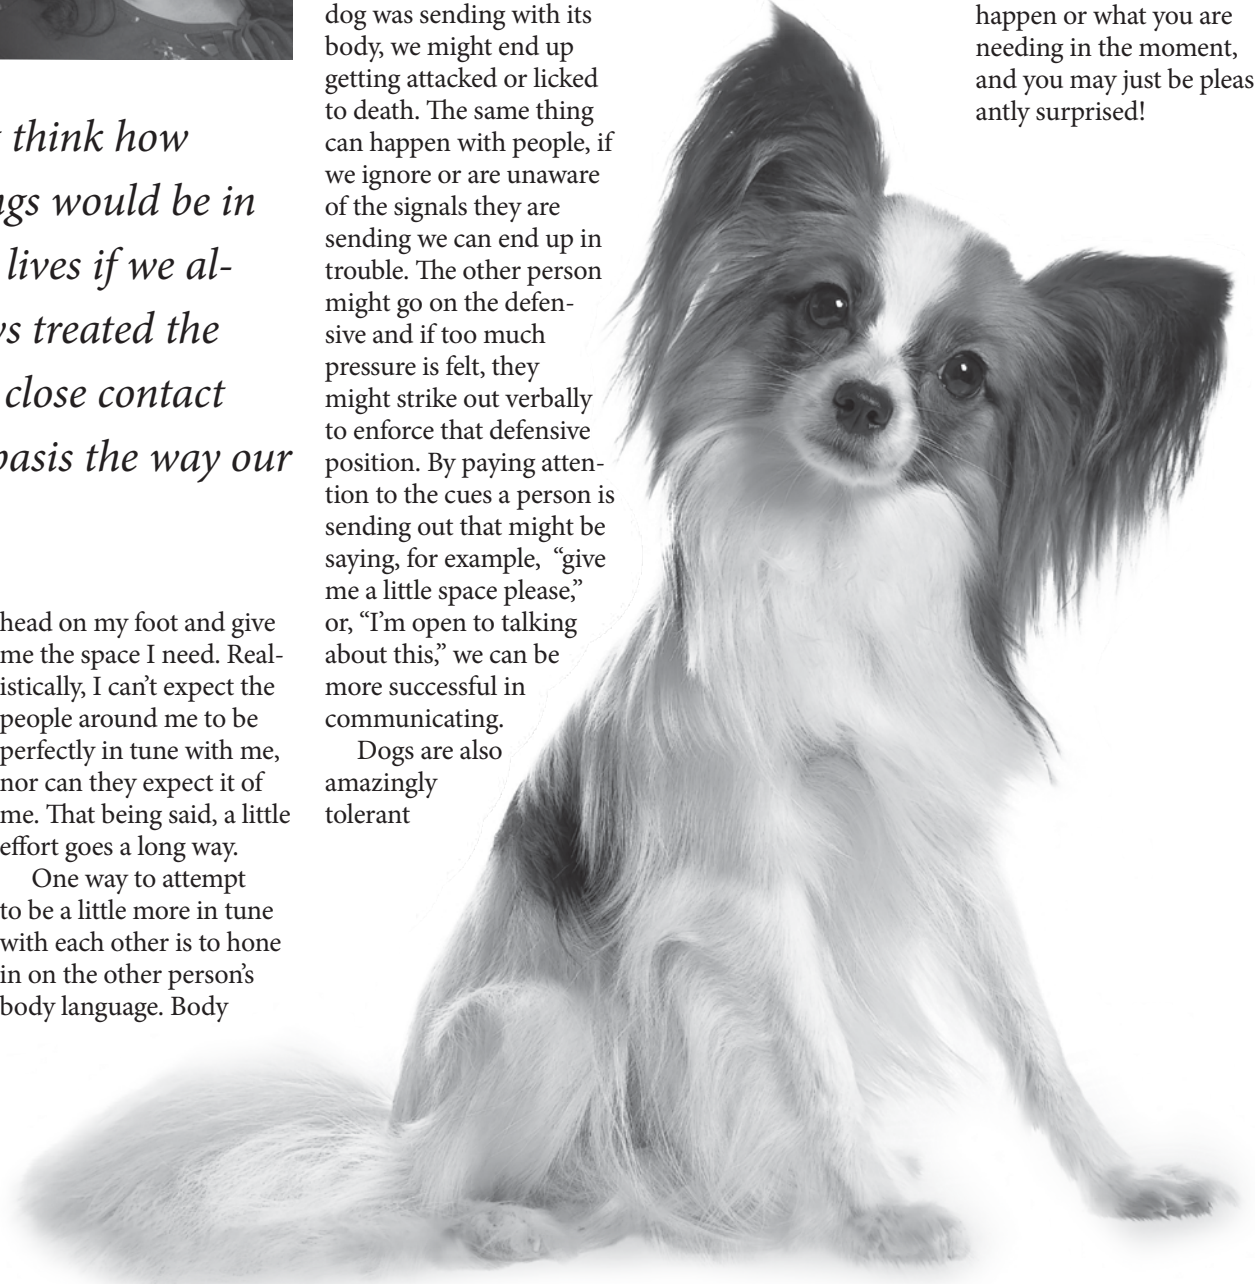 think how
ngs would be in
lives if we al-
ys treated the
close contact
basis the way our
head on my foot and give
me the space I need. Real-
istically, I can’t expect the
people around me to be
perfectly in tune with me,
nor can they expect it of
me. That being said, a little
effort goes a long way.
One way to attempt
to be a little more in tune
with each other is to hone
in on the other person’s
body language. Body
dog was sending with its
body, we might end up
getting attacked or licked
to death. The same thing
can happen with people, if
we ignore or are unaware
of the signals they are
sending we can end up in
trouble. The other person
might go on the defen-
sive and if too much
pressure is felt, they
might strike out verbally
to enforce that defensive
position. By paying atten-
tion to the cues a person is
sending out that might be
saying, for example,  “give
me a little space please,”
or, “I’m open to talking
about this,” we can be
more successful in
communicating.
Dogs are also
amazingly
tolerant
happen or what you are
needing in the moment,
and you may just be pleas
antly surprised!